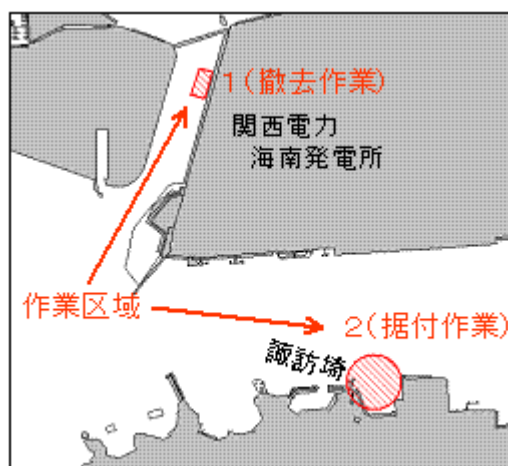 1(撤去作業)
関西電力
海南発電所
作業区域
2(据付作業)
諏訪埼